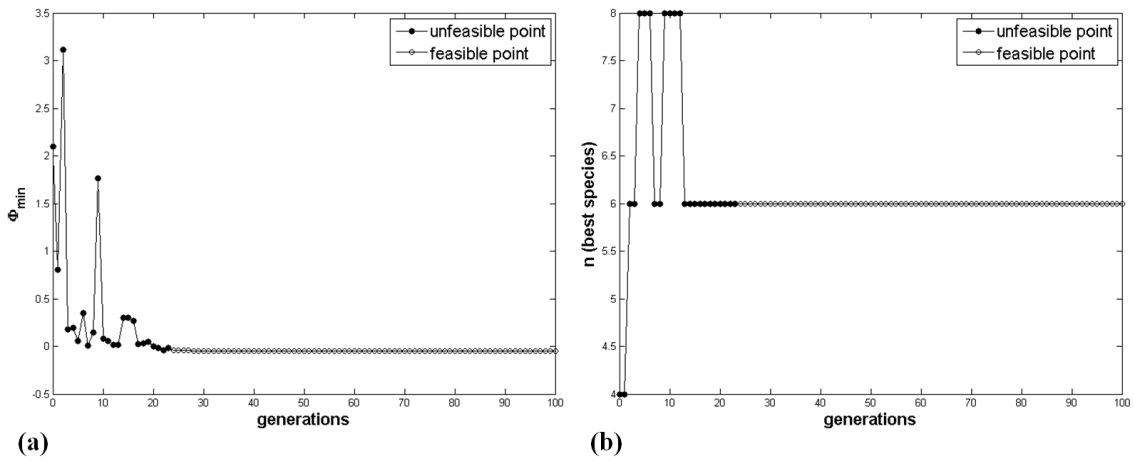 3.5
3
2.5
2
1.5
1
0.5
0
-0.5
Φmin
0 10 20 30 40 50 60 70 80 90 100
generations
unfeasible point
feasible point
(a)
8
7.5
7
6.5
6
5.5
5
4.5
4
n (best species)
0 10 20 30 40 50 60 70 80 90 100
generations
unfeasible point
feasible point
(b)